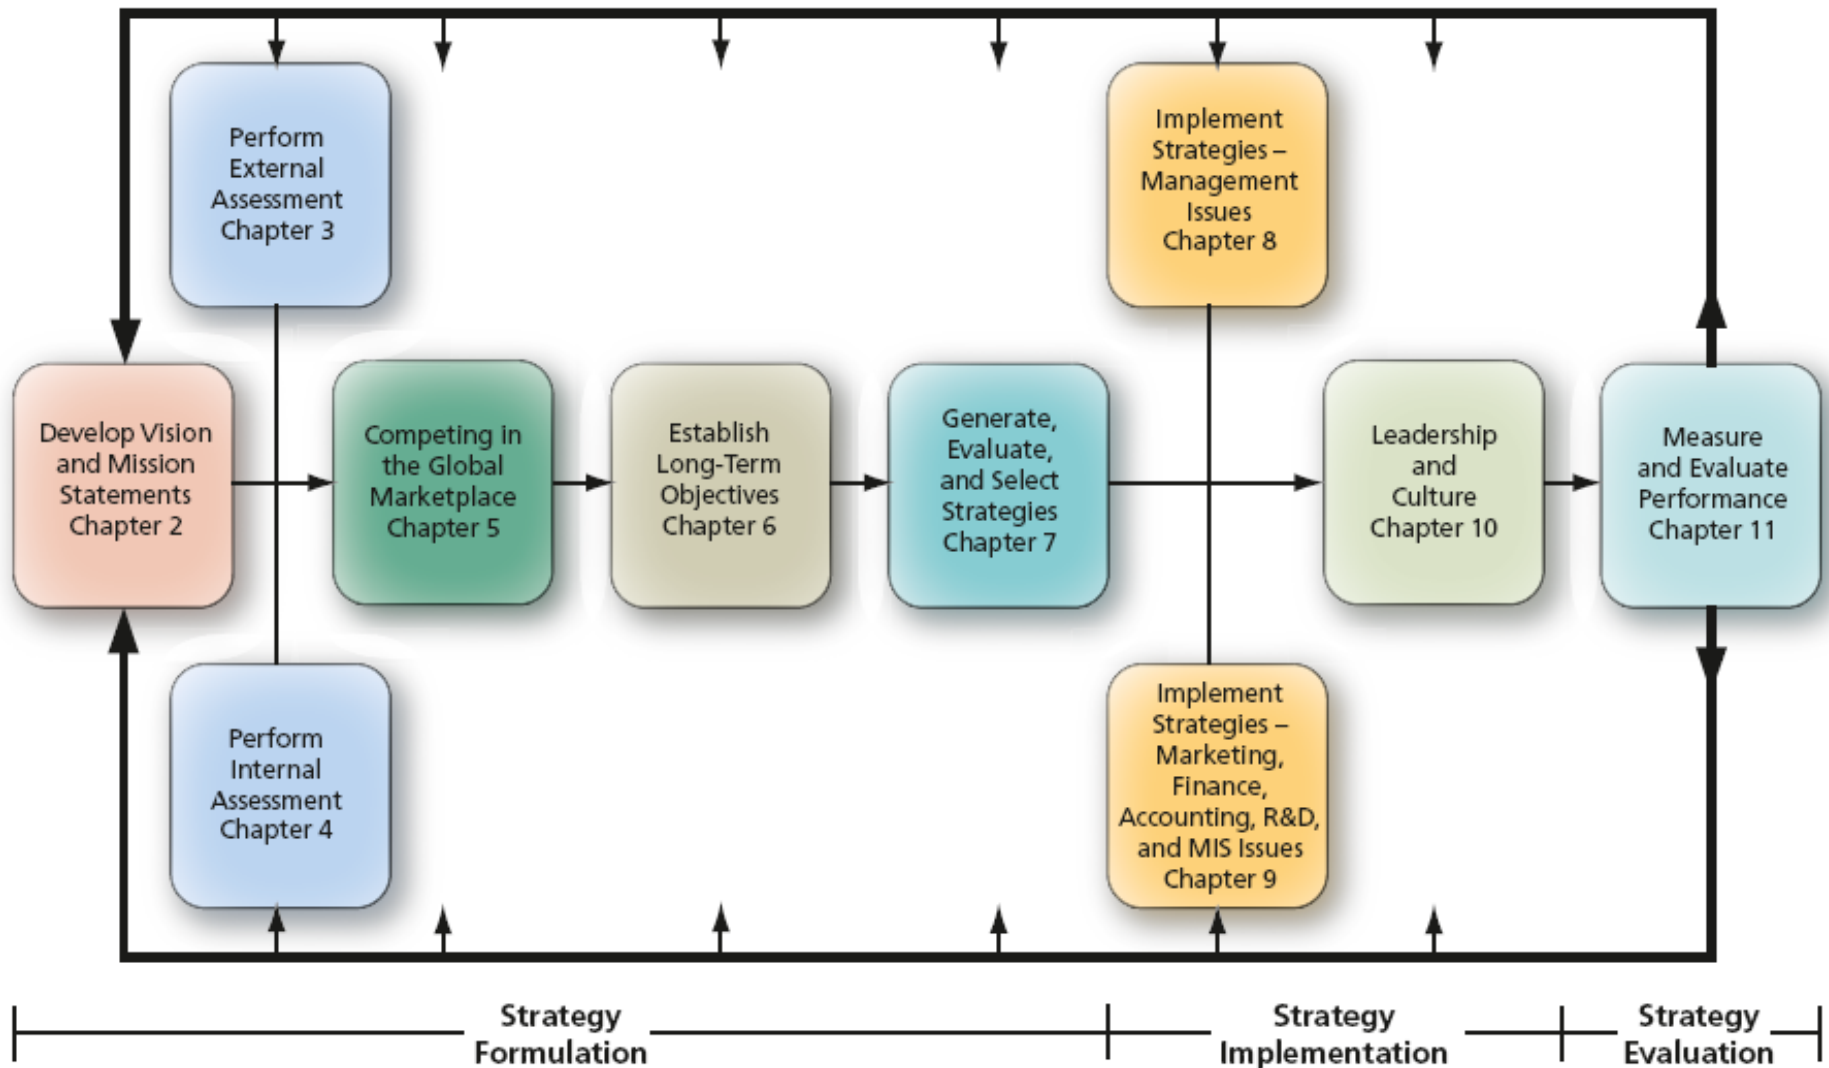 Perform
External
Assessment
Chapter 3
Implement
Strategies –
Management
Issues
Chapter 8
Develop Vision
and Mission
Statements
Chapter 2
Competing in
the Global
Marketplace
Chapter 5
Establish
Long-Term
Objectives
Chapter 6
Generate,
Evaluate,
and Select
Strategies
Chapter 7
Leadership
and
Culture
Chapter 10
Measure
and Evaluate
Performance
Chapter 11
Perform
Internal
Assessment
Chapter 4
Implement
Strategies –
Marketing,
Finance,
Accounting, R&D,
and MIS Issues
Chapter 9
Strategy
Formulation
Strategy
Implementation
Strategy
Evaluation